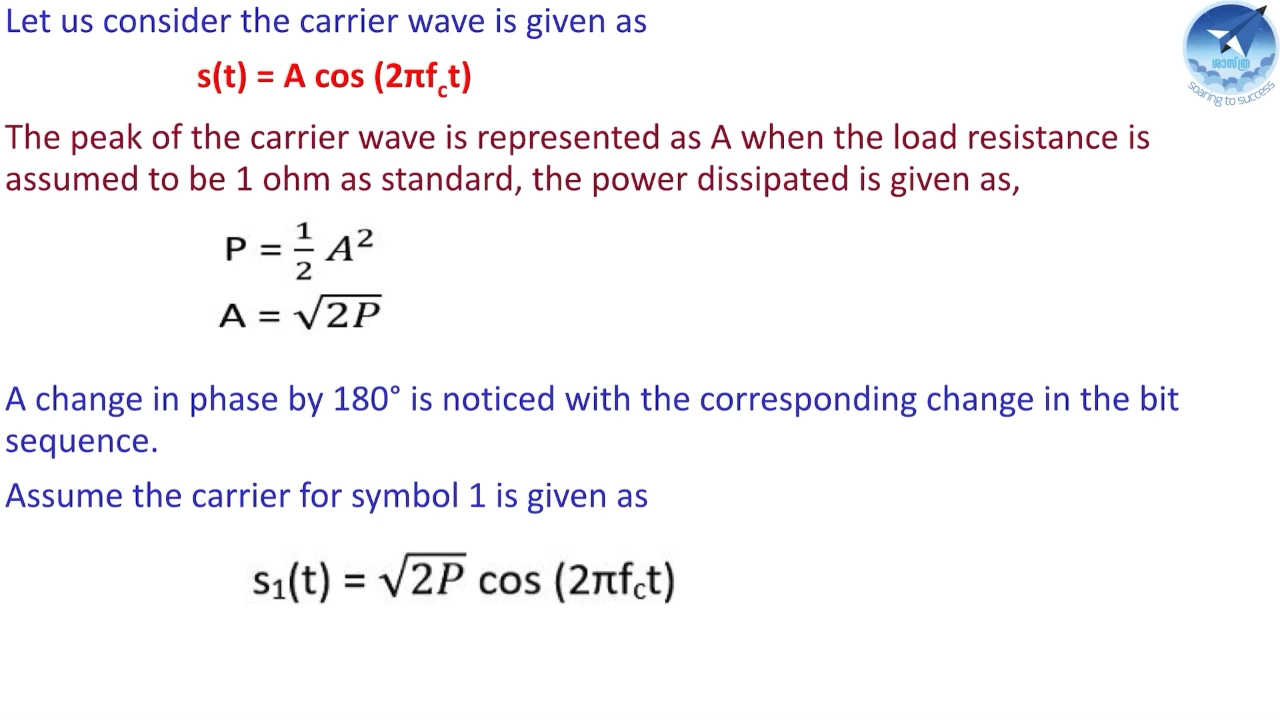 Let us consider the carrier wave is given as
s(t) = A cos (2πf_c t)
ശാസ്ത്ര
soaring to success
The peak of the carrier wave is represented as A when the load resistance is
assumed to be 1 ohm as standard, the power dissipated is given as,
P = 1/2 A²
A = √2P
A change in phase by 180° is noticed with the corresponding change in the bit
sequence.
Assume the carrier for symbol 1 is given as
s₁(t) = √2P cos (2πf_c t)